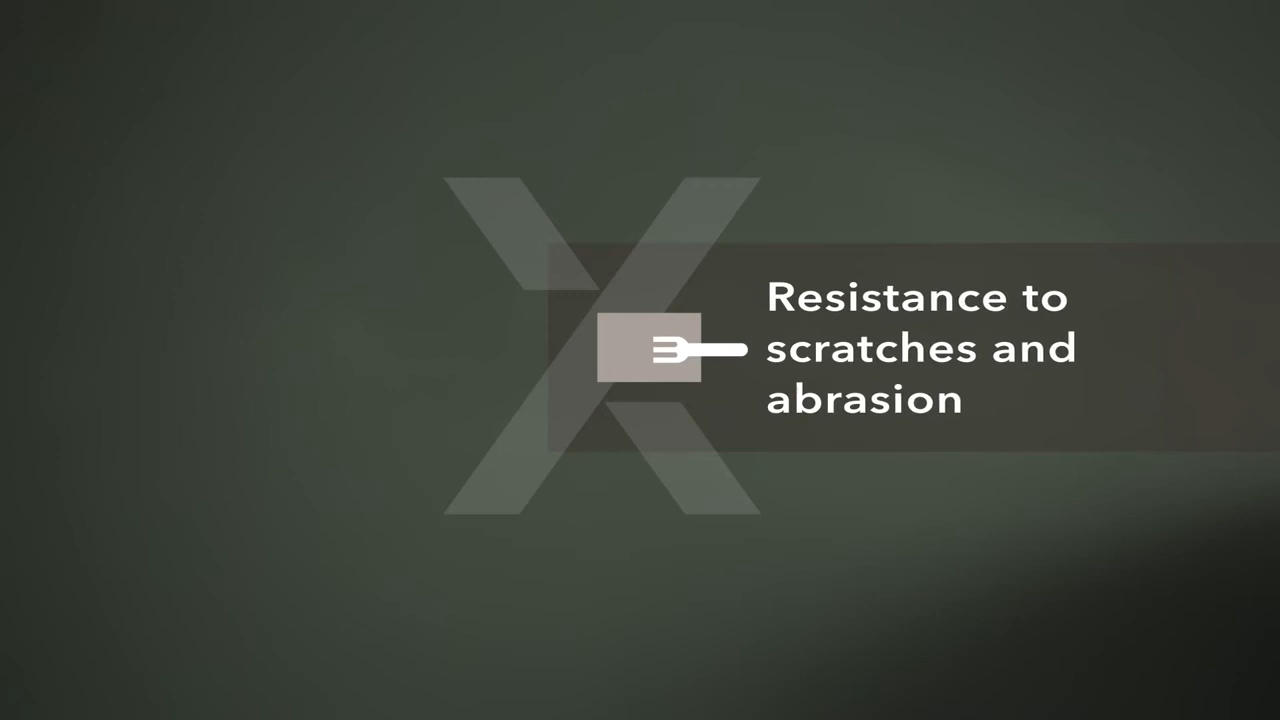 X
Resistance to
scratches and
abrasion